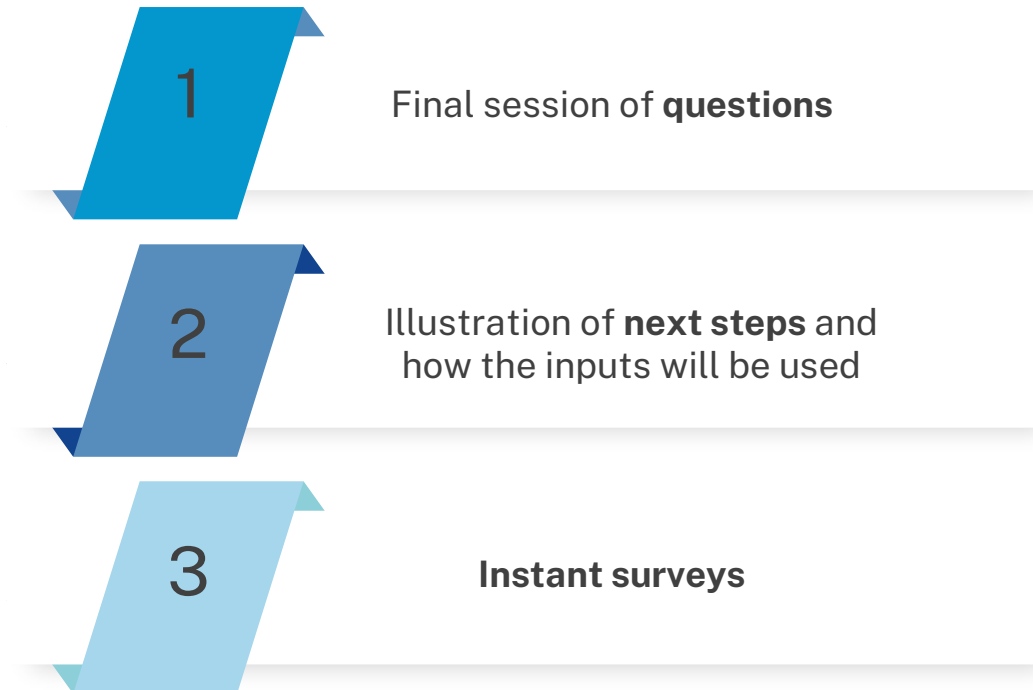 1
Final session of questions
2
Illustration of next steps and
how the inputs will be used
3
Instant surveys